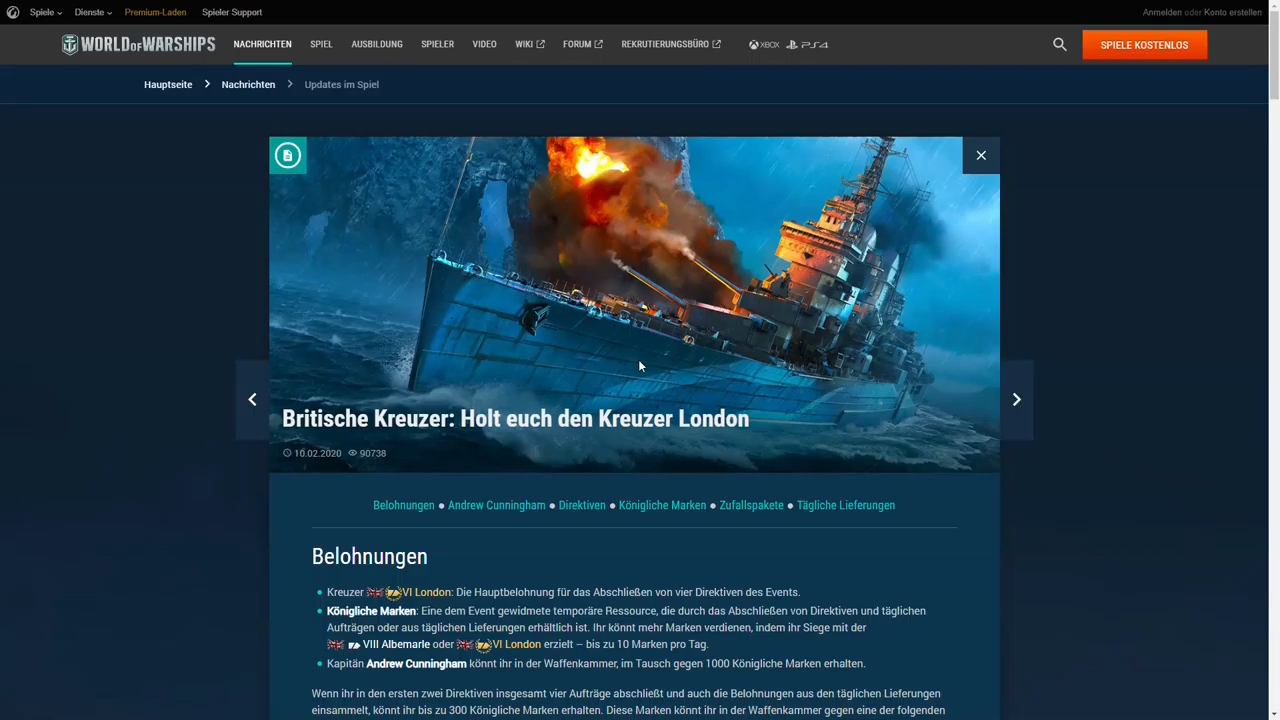 Spiele Dienste Premium-Laden Spieler Support Anmelden oder Konto erstellen
WORLD OF WARSHIPS NACHRICHTEN SPIEL AUSBILDUNG SPIELER VIDEO WIKI FORUM REKRUTIERUNGSBÜRO XBOX PS4 SPIELE KOSTENLOS
Hauptseite Nachrichten Updates im Spiel
Britische Kreuzer: Holt euch den Kreuzer London
10.02.2020 90738
Belohnungen ● Andrew Cunningham ● Direktiven ● Königliche Marken ● Zufallspakete ● Tägliche Lieferungen
Belohnungen
Kreuzer VI London: Die Hauptbelohnung für das Abschließen von vier Direktiven des Events.
Königliche Marken: Eine dem Event gewidmete temporäre Ressource, die durch das Abschließen von Direktiven und täglichen
Aufträgen oder aus täglichen Lieferungen erhältlich ist. Ihr könnt mehr Marken verdienen, indem ihr Siege mit der
VIII Albemarle oder VI London erzielt – bis zu 10 Marken pro Tag.
Kapitän Andrew Cunningham könnt ihr in der Waffenkammer, im Tausch gegen 1000 Königliche Marken erhalten.
Wenn ihr in den ersten zwei Direktiven insgesamt vier Aufträge abschließt und auch die Belohnungen aus den täglichen Lieferungen
einsammelt, könnt ihr bis zu 300 Königliche Marken erhalten. Diese Marken könnt ihr in der Waffenkammer gegen eine der folgenden